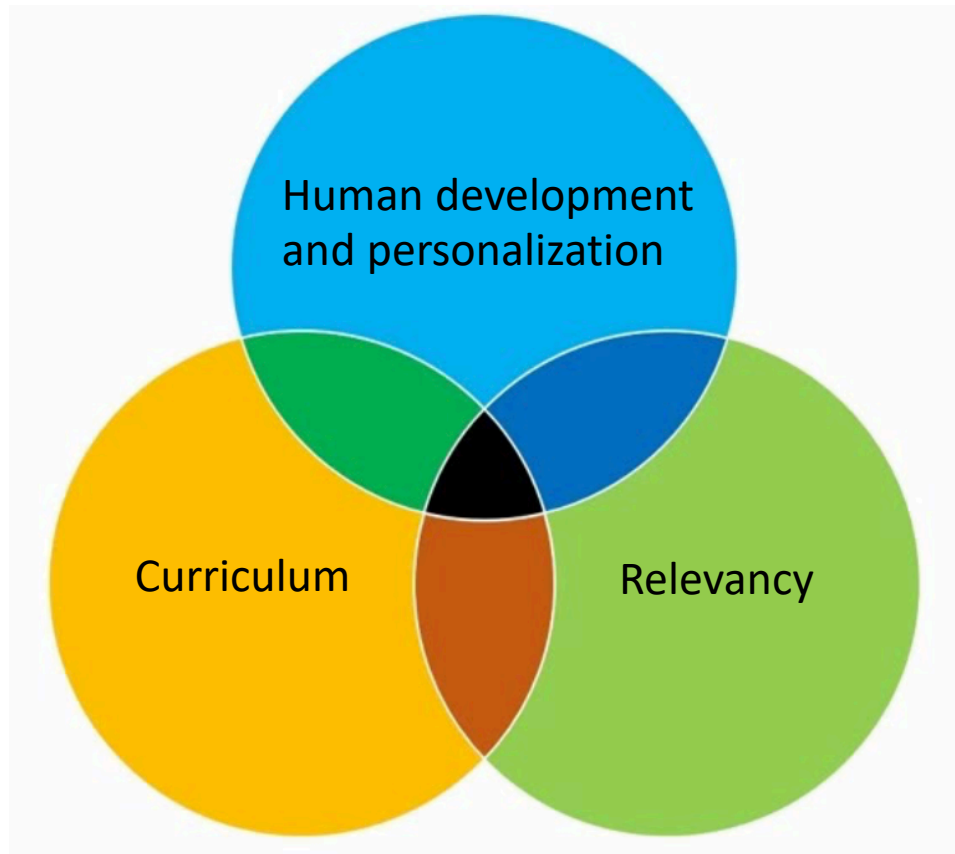 Human development
and personalization
Curriculum
Relevancy